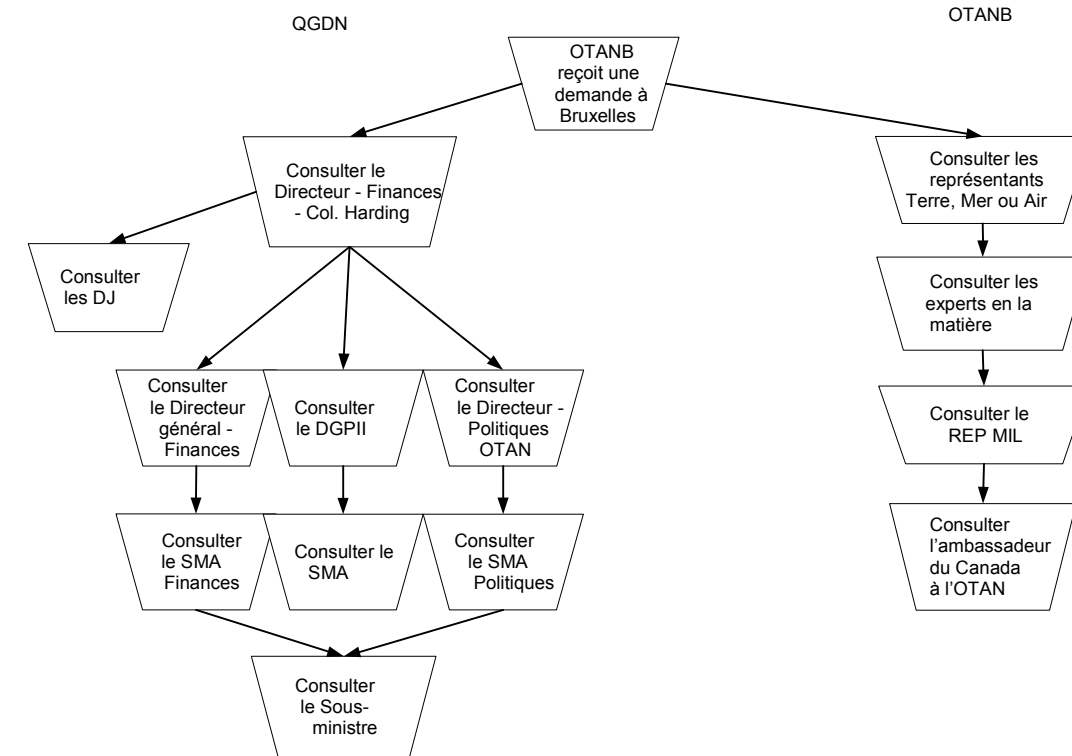 QGDN
OTANB
OTANB
reçoit une
demande à
Bruxelles
Consulter le
Directeur - Finances
- Col. Harding
Consulter les
représentants
Terre, Mer ou Air
Consulter
les DJ
Consulter les
experts en la
matière
Consulter
le Directeur
général -
Finances
Consulter
le DGPII
Consulter
le Directeur -
Politiques
OTAN
Consulter le
REP MIL
Consulter
le SMA
Finances
Consulter le
SMA
Consulter
le SMA
Politiques
Consulter
l’ambassadeur
du Canada
à l’OTAN
Consulter
le Sous-
ministre